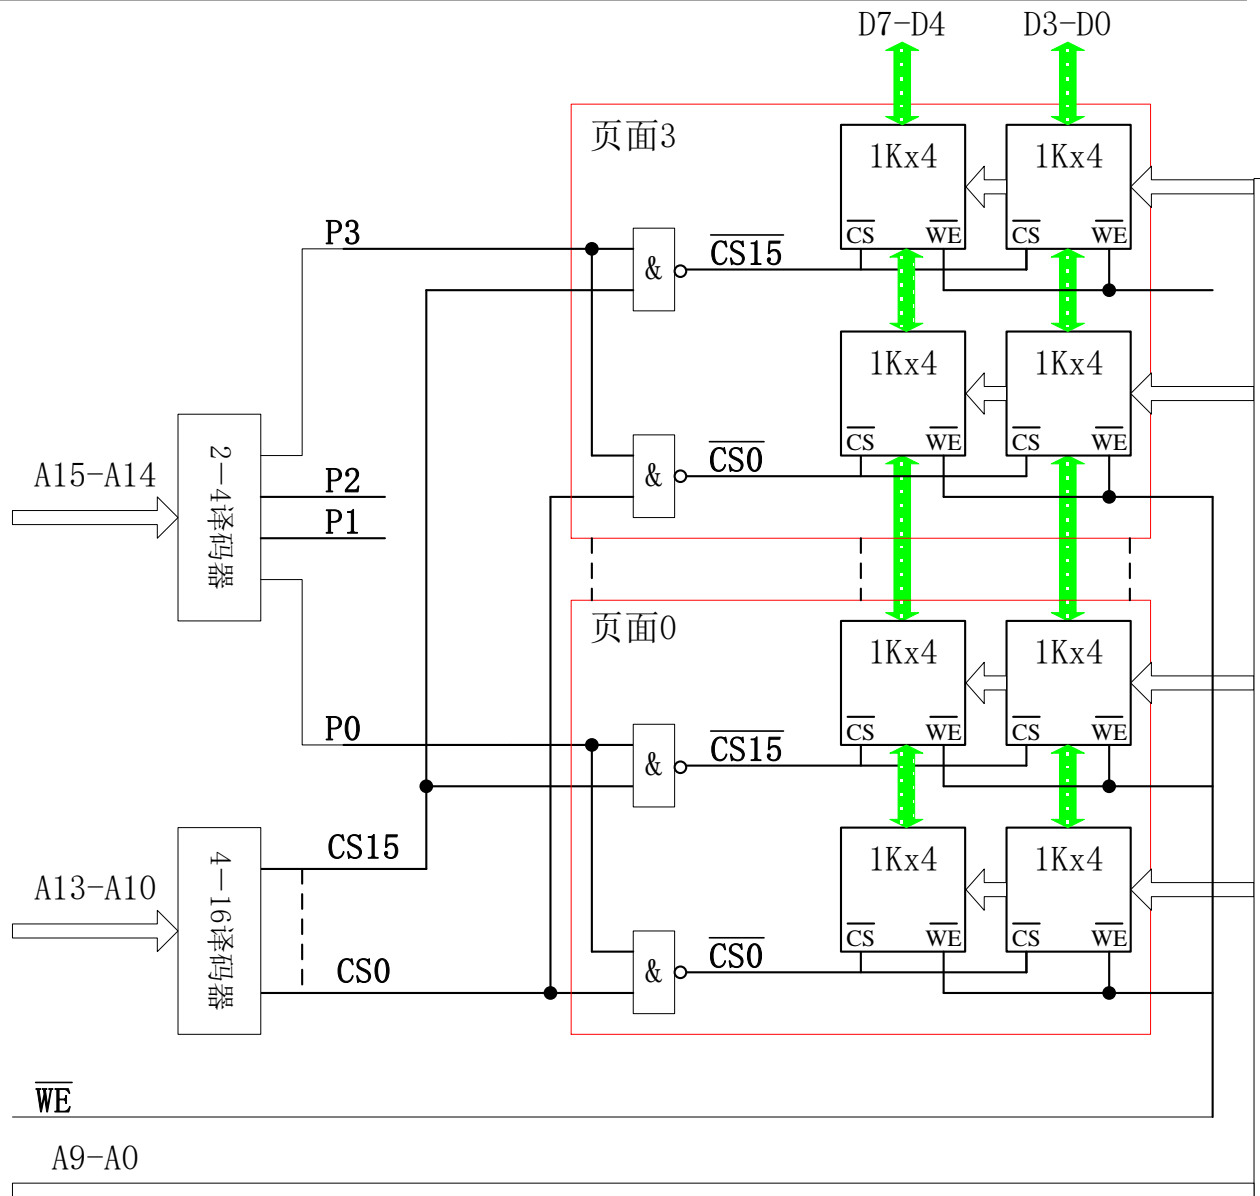 D7-D4 D3-D0
页面3
1Kx4 1Kx4
P3
&
CS15
CS WE CS WE
1Kx4 1Kx4
CS WE CS WE
2-4译码器
A15-A14
P2
P1
&
CS0
页面0
1Kx4 1Kx4
P0
&
CS15
CS WE CS WE
1Kx4 1Kx4
CS WE CS WE
4-16译码器
A13-A10
CS15
CS0
&
CS0
WE
A9-A0